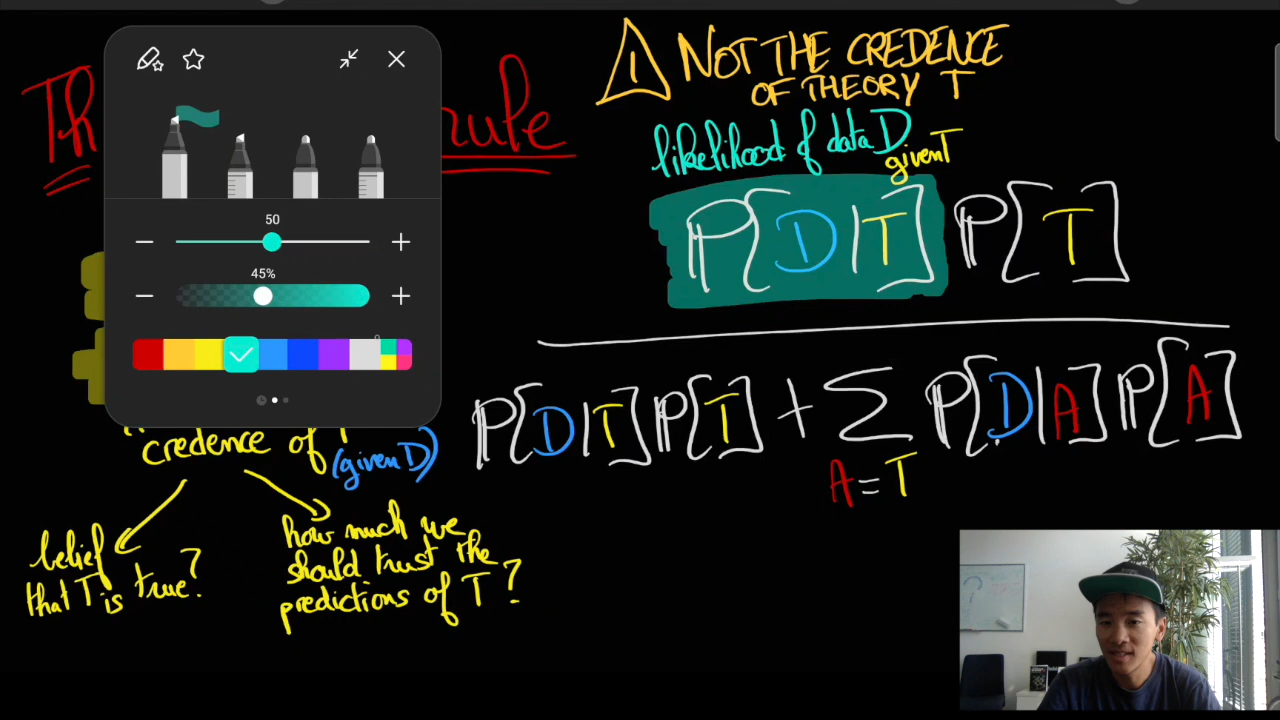 Th rule
NOT THE CREDENCE
OF THEORY T
likelihood of data D
given T
P[D|T] P[T]
P[D|T] P[T] + Σ P[D|A] P[A]
A=T
50
45%
credence of
(given D)
belief
that T is true?
how much we
should trust the
predictions of T?